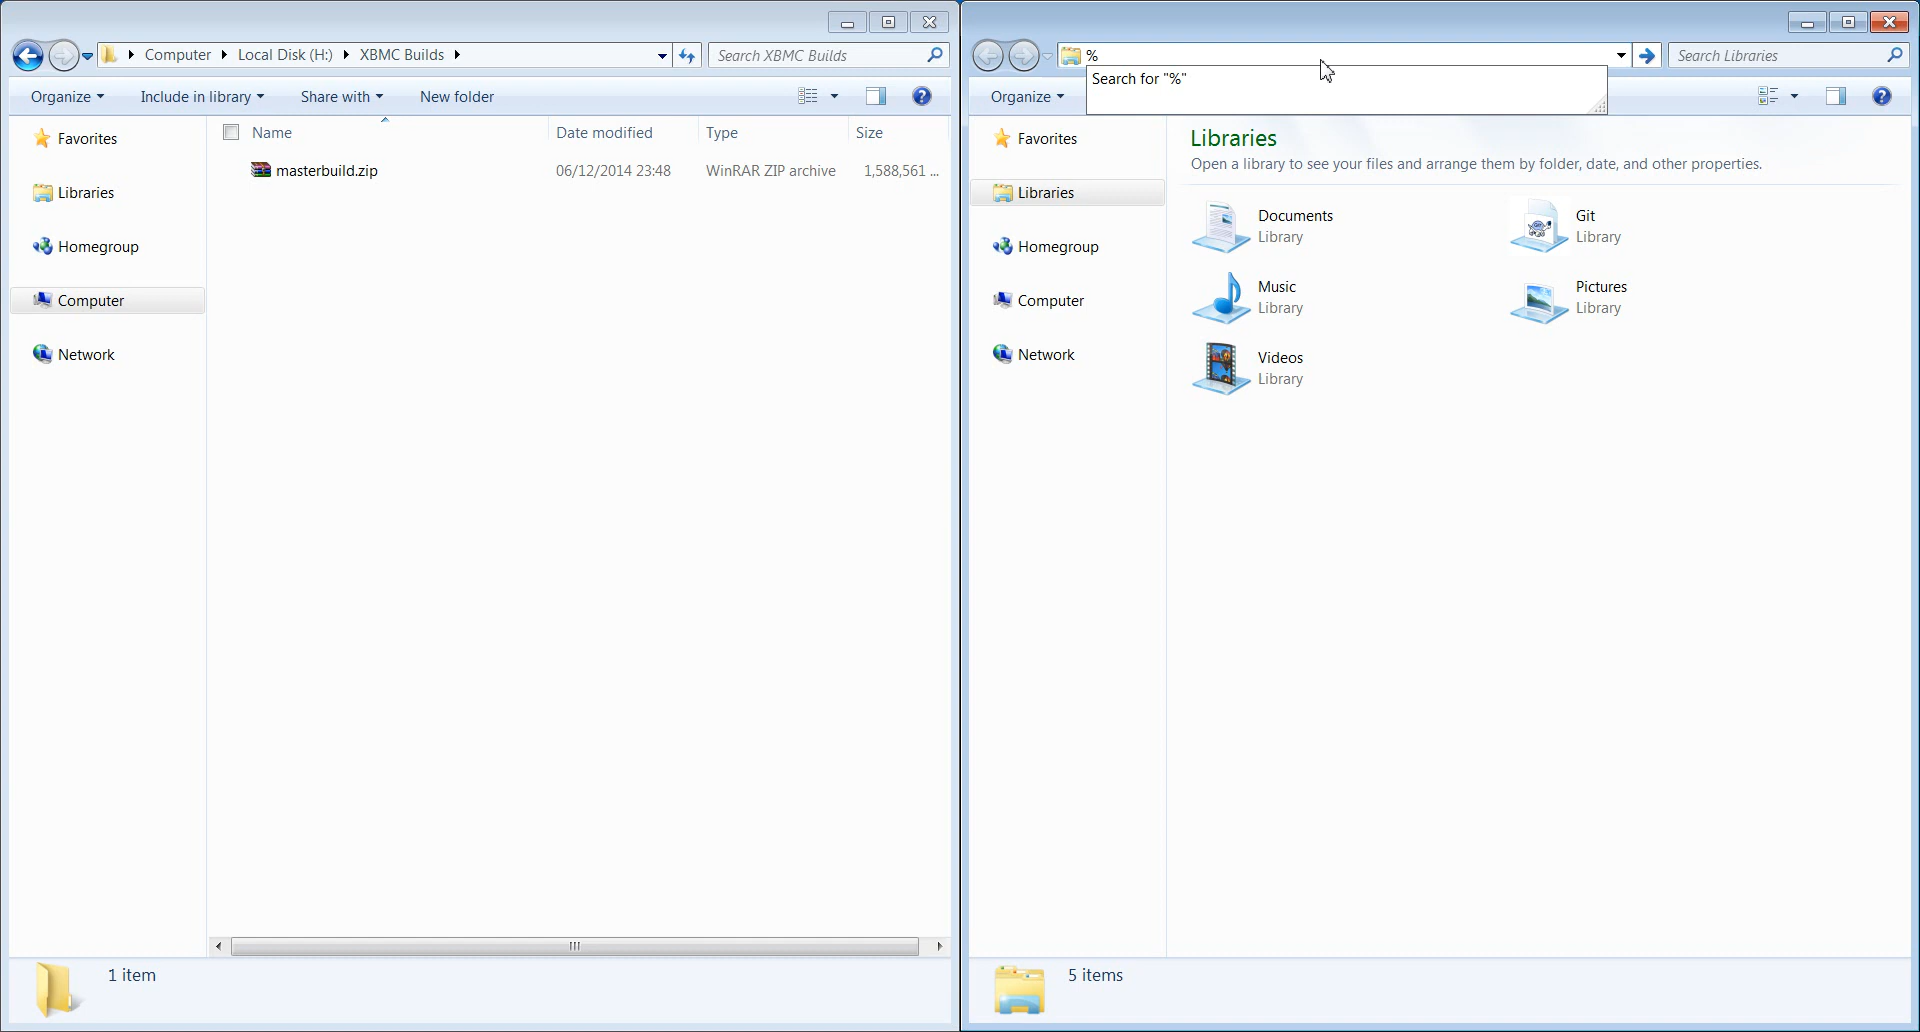 Computer Local Disk (H:) XBMC Builds
Search XBMC Builds
Organize Include in library Share with New folder
Favorites
Libraries
Homegroup
Computer
Network
Name Date modified Type Size
masterbuild.zip 06/12/2014 23:48 WinRAR ZIP archive 1,588,561 ...
1 item
%
Search Libraries
Search for "%"
Organize
Favorites
Libraries
Homegroup
Computer
Network
Libraries
Open a library to see your files and arrange them by folder, date, and other properties.
Documents
Library
Git
Library
Music
Library
Pictures
Library
Videos
Library
5 items